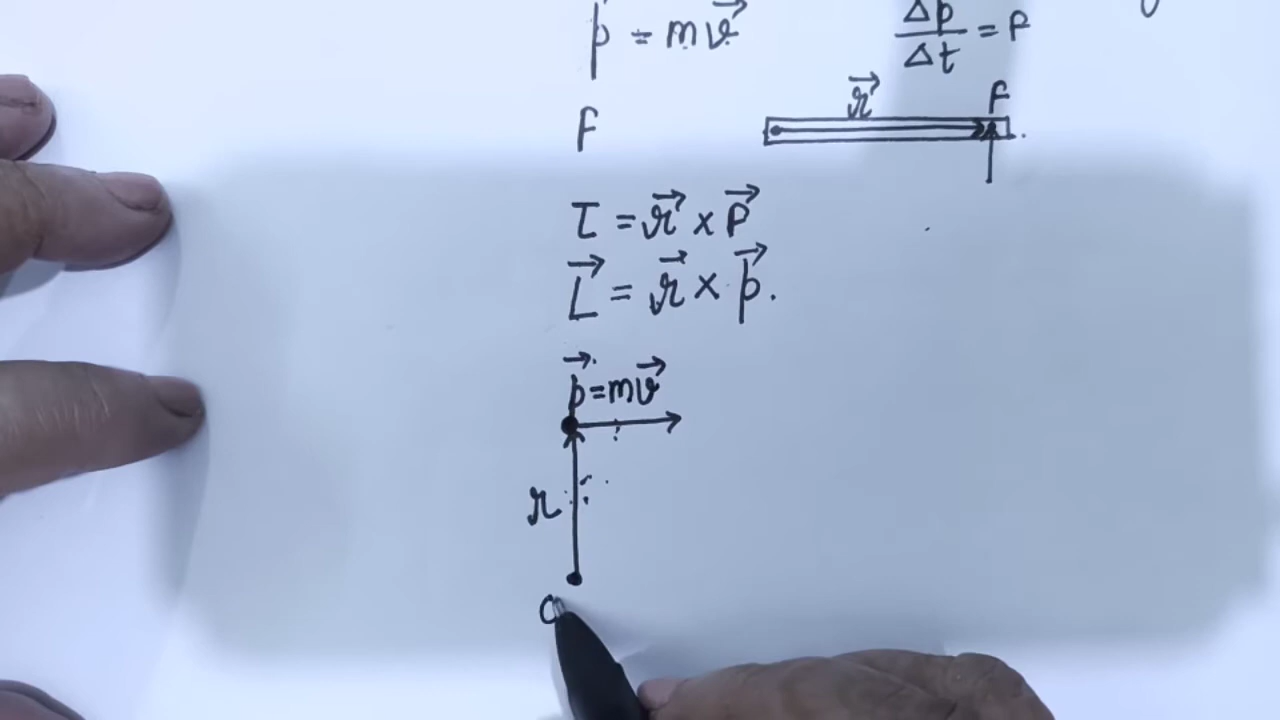 p⃗ = mv⃗
Δp/Δt = F
F
r⃗
F
τ = r⃗ × F⃗
L⃗ = r⃗ × p⃗.
p⃗ = mv⃗
r
O